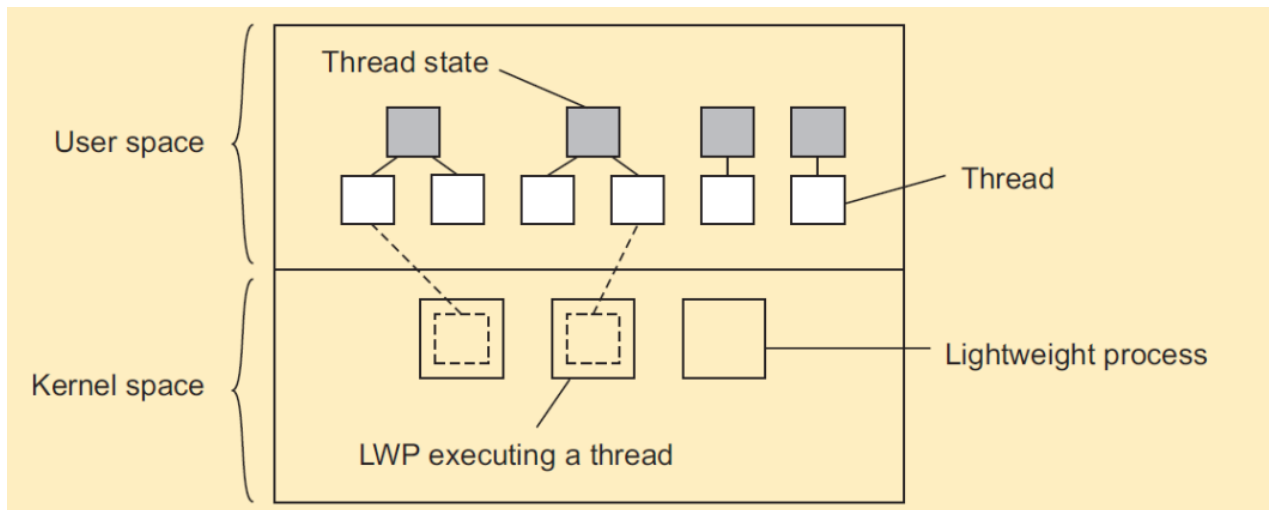 Thread state
User space
Thread
Lightweight process
Kernel space
LWP executing a thread